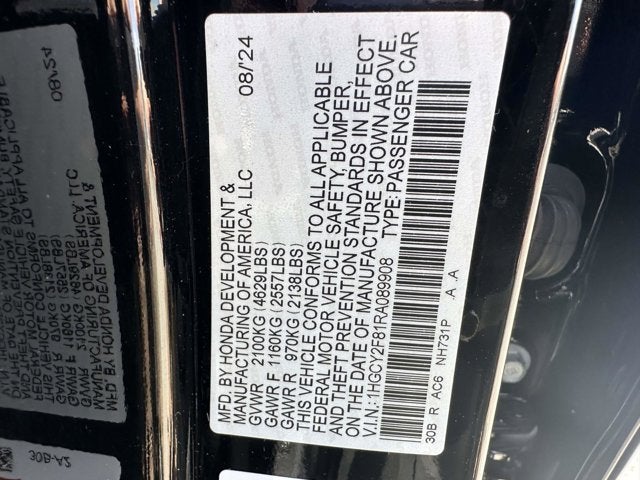 MFD. BY HONDA DEVELOPMENT & 08/'24
MANUFACTURING OF AMERICA, LLC
GVWR 2100KG (4629LBS)
GAWR F 1160KG (2557LBS)
GAWR R 970KG (2138LBS)
THIS VEHICLE CONFORMS TO ALL APPLICABLE
FEDERAL MOTOR VEHICLE SAFETY, BUMPER,
AND THEFT PREVENTION STANDARDS IN EFFECT
ON THE DATE OF MANUFACTURE SHOWN ABOVE.
V.I.N: 1HGCY2F81RA089908 TYPE:PASSENGER CAR
30B R AC6 NH731P A A